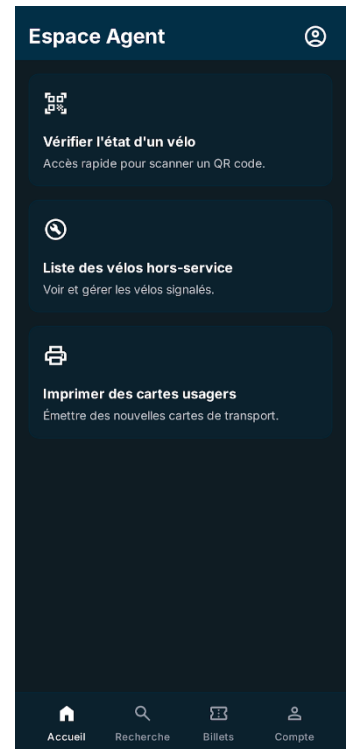 Espace Agent
Vérifier l'état d'un vélo
Accès rapide pour scanner un QR code.
Liste des vélos hors-service
Voir et gérer les vélos signalés.
Imprimer des cartes usagers
Émettre des nouvelles cartes de transport.
Accueil Recherche Billets Compte